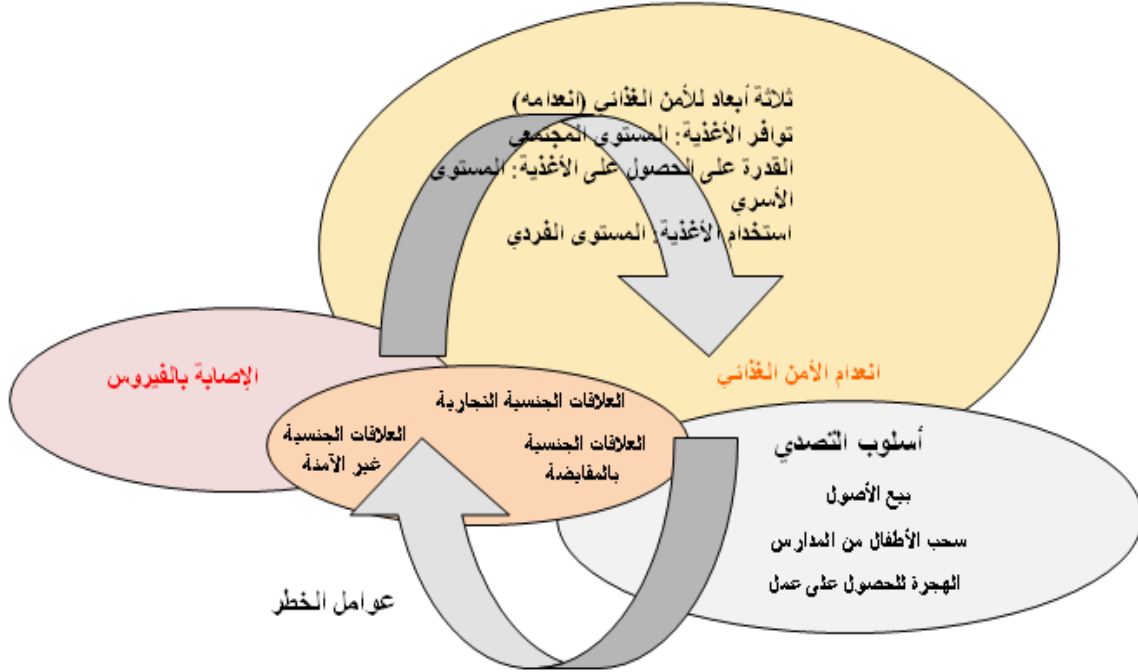 ثلاثة أبعاد للأمن الغذائي (انعدامه)
توافر الأغذية: المستوى المجتمعي
القدرة على الحصول على الأغذية: المستوى
الأسري
استخدام الأغذية: المستوى الفردي
انعدام الأمن الغذائي
الإصابة بالفيروس
العلاقات الجنسية التجارية
العلاقات الجنسية
بالمقايضة
العلاقات الجنسية
غير الآمنة
أسلوب التصدي
بيع الأصول
سحب الأطفال من المدارس
الهجرة للحصول على عمل
عوامل الخطر